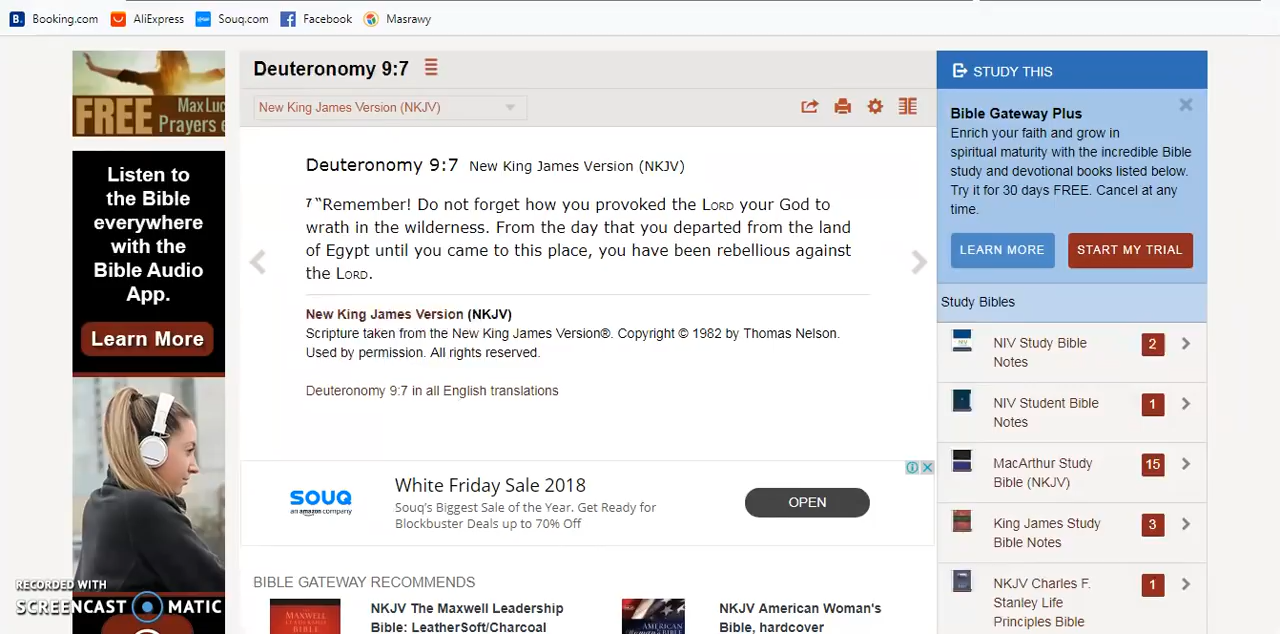 Booking.com AliExpress Souq.com Facebook Masrawy
FREE Max Luc
Prayers e
Listen to
the Bible
everywhere
with the
Bible Audio
App.
Learn More
RECORDED WITH
SCREENCAST MATIC
Deuteronomy 9:7
New King James Version (NKJV)
Deuteronomy 9:7 New King James Version (NKJV)
7 “Remember! Do not forget how you provoked the LORD your God to
wrath in the wilderness. From the day that you departed from the land
of Egypt until you came to this place, you have been rebellious against
the LORD.
New King James Version (NKJV)
Scripture taken from the New King James Version®. Copyright © 1982 by Thomas Nelson.
Used by permission. All rights reserved.
Deuteronomy 9:7 in all English translations
SOUQ
an amazon company
White Friday Sale 2018
Souq's Biggest Sale of the Year. Get Ready for
Blockbuster Deals up to 70% Off
OPEN
BIBLE GATEWAY RECOMMENDS
NKJV The Maxwell Leadership
Bible: LeatherSoft/Charcoal
NKJV American Woman's
Bible, hardcover
STUDY THIS
Bible Gateway Plus
Enrich your faith and grow in
spiritual maturity with the incredible Bible
study and devotional books listed below.
Try it for 30 days FREE. Cancel at any
time.
LEARN MORE START MY TRIAL
Study Bibles
NIV Study Bible
Notes
2
NIV Student Bible
Notes
1
MacArthur Study
Bible (NKJV)
15
King James Study
Bible Notes
3
NKJV Charles F.
Stanley Life
Principles Bible
1